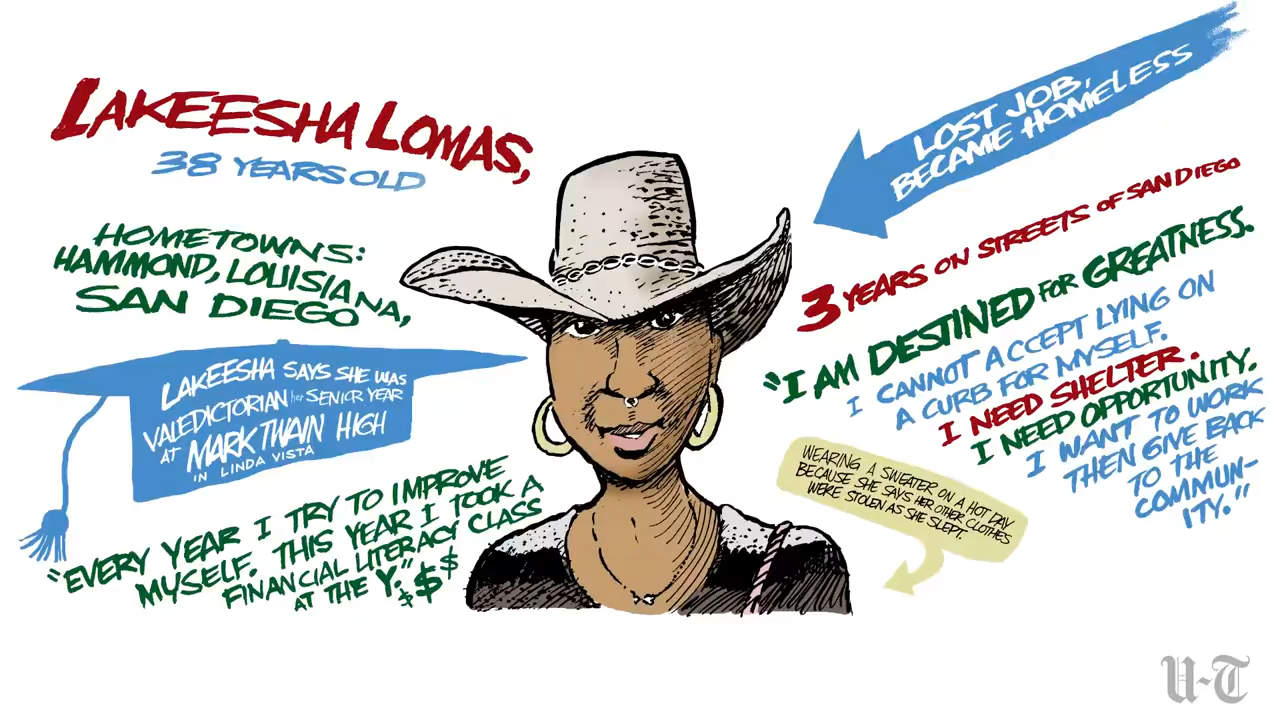 LAKEESHA LOMAS,
38 YEARS OLD
HOMETOWNS:
HAMMOND, LOUISIANA,
SAN DIEGO
LAKEESHA SAYS SHE WAS
VALEDICTORIAN her SENIOR YEAR
AT MARK TWAIN HIGH
IN LINDA VISTA
"EVERY YEAR I TRY TO IMPROVE
MYSELF. THIS YEAR I TOOK A
FINANCIAL LITERACY CLASS
AT THE Y." $$$
LOST JOB,
BECAME HOMELESS
3 YEARS ON STREETS OF SAN DIEGO
"I AM DESTINED FOR GREATNESS.
I CANNOT ACCEPT LYING ON
A CURB FOR MYSELF.
I NEED SHELTER.
I NEED OPPORTUNITY.
I WANT TO WORK
THEN GIVE BACK
TO THE
COMMUN-
ITY."
WEARING A SWEATER ON A HOT DAY
BECAUSE SHE SAYS HER OTHER CLOTHES
WERE STOLEN AS SHE SLEPT.
U-T